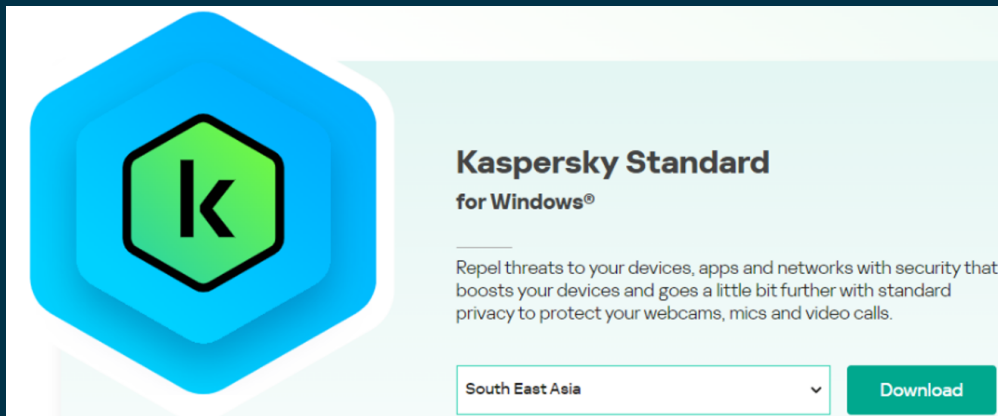 k
Kaspersky Standard
for Windows®
Repel threats to your devices, apps and networks with security that
boosts your devices and goes a little bit further with standard
privacy to protect your webcams, mics and video calls.
South East Asia
Download